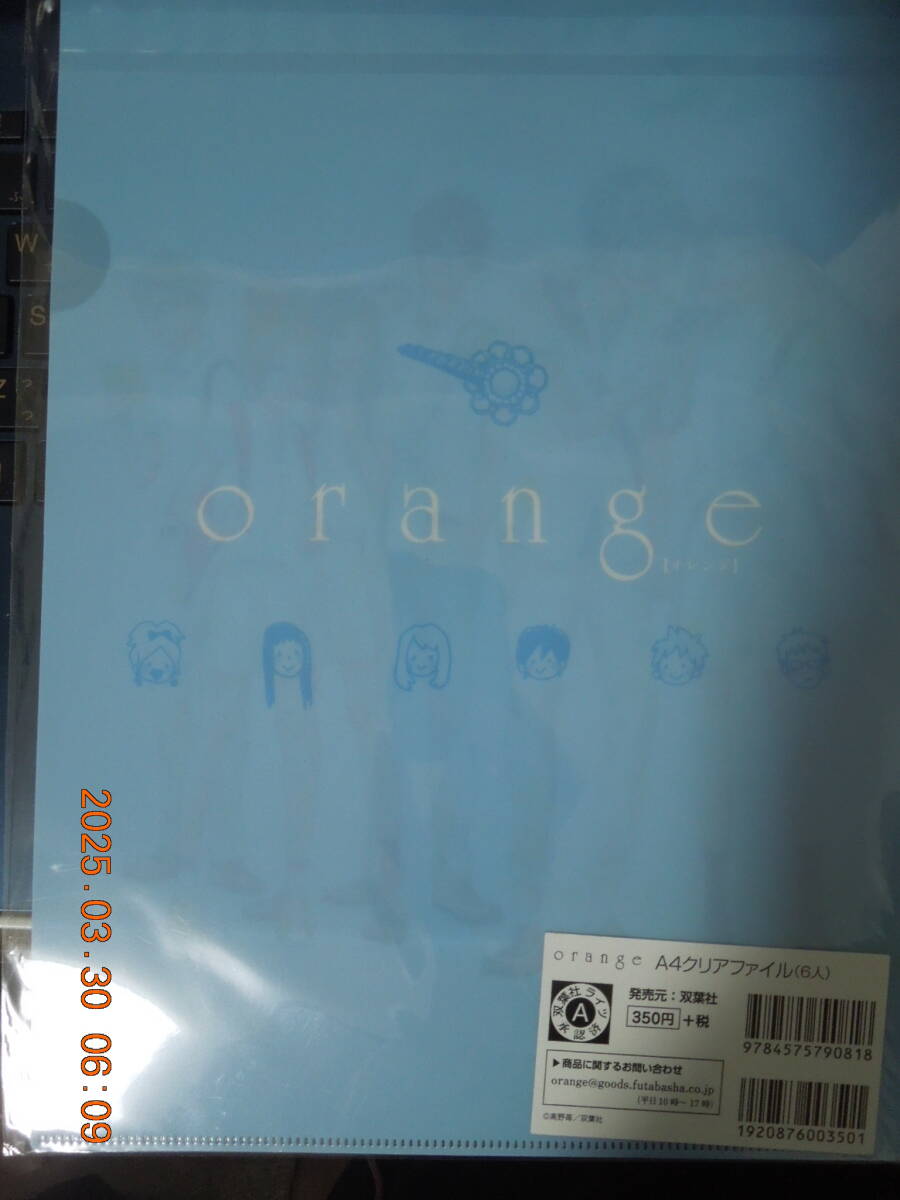 W
S
Z
つ
つ
orange
【オレンジ】
2025.03.30 06:09
orange A4クリアファイル(6人)
双葉社ライツ
A
承認済
発売元:双葉社
350円 +税
9784575790818
▶商品に関するお問い合わせ
orange@goods.futabasha.co.jp
(平日10時~17時)
1920876003501
©高野苺/双葉社